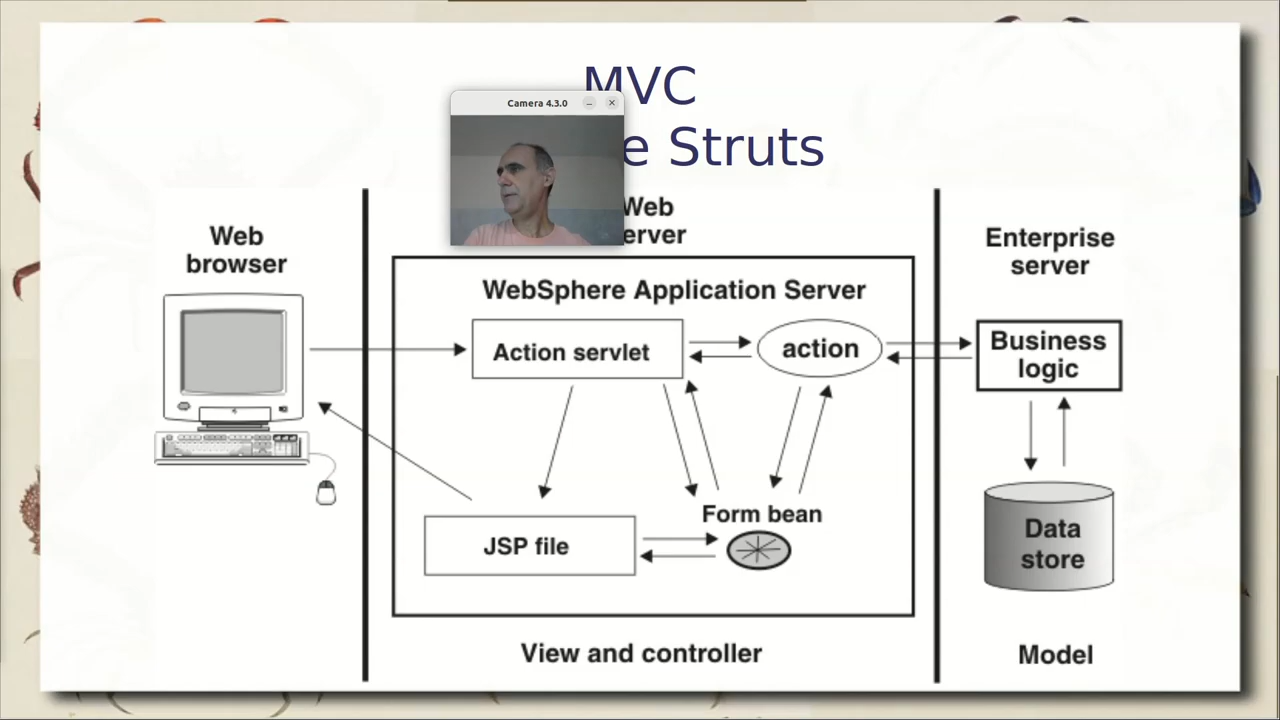 MVC
Camera 4.3.0
e Struts
Web
erver
Web
browser
Enterprise
server
WebSphere Application Server
Action servlet
action
Business
logic
Form bean
JSP file
Data
store
View and controller
Model